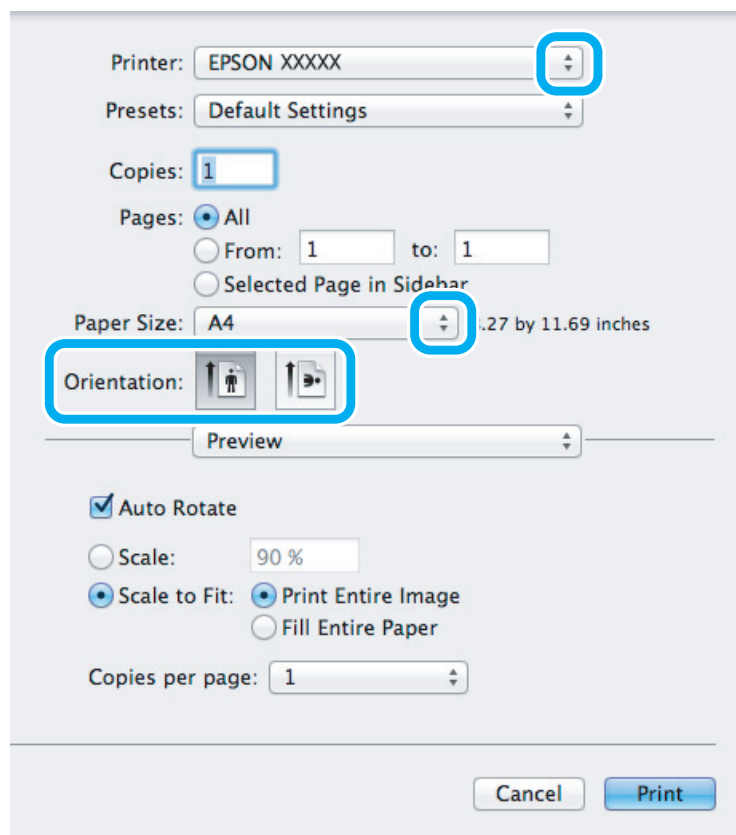 Printer: EPSON XXXXX
Presets: Default Settings
Copies: 1
Pages: All
From: 1 to: 1
Selected Page in Sidebar
Paper Size: A4 .27 by 11.69 inches
Orientation:
Preview
Auto Rotate
Scale: 90 %
Scale to Fit: Print Entire Image
Fill Entire Paper
Copies per page: 1
Cancel Print